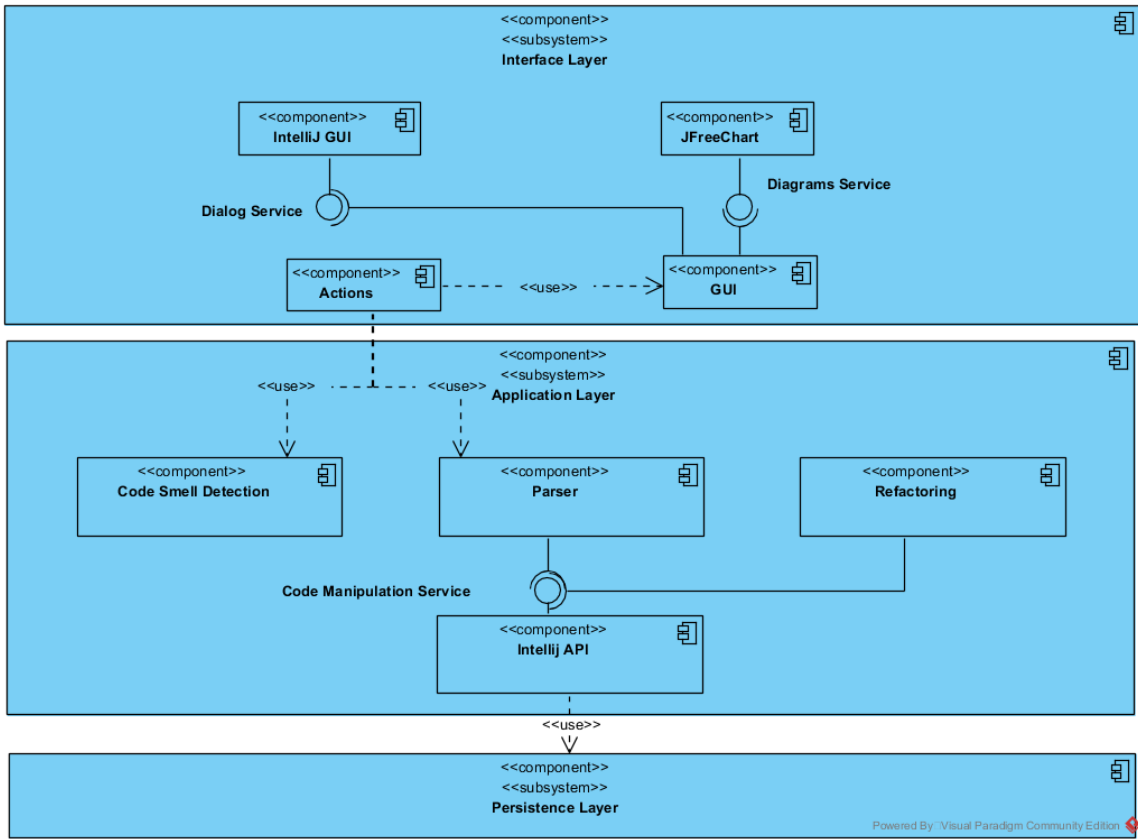 <<component>>
<<subsystem>>
Interface Layer
<<component>>
IntelliJ GUI
<<component>>
JFreeChart
Dialog Service
Diagrams Service
<<component>>
Actions
<<use>>
<<component>>
GUI
<<component>>
<<subsystem>>
Application Layer
<<use>>
<<use>>
<<component>>
Code Smell Detection
<<component>>
Parser
<<component>>
Refactoring
Code Manipulation Service
<<component>>
Intellij API
<<use>>
<<component>>
<<subsystem>>
Persistence Layer
Powered By Visual Paradigm Community Edition